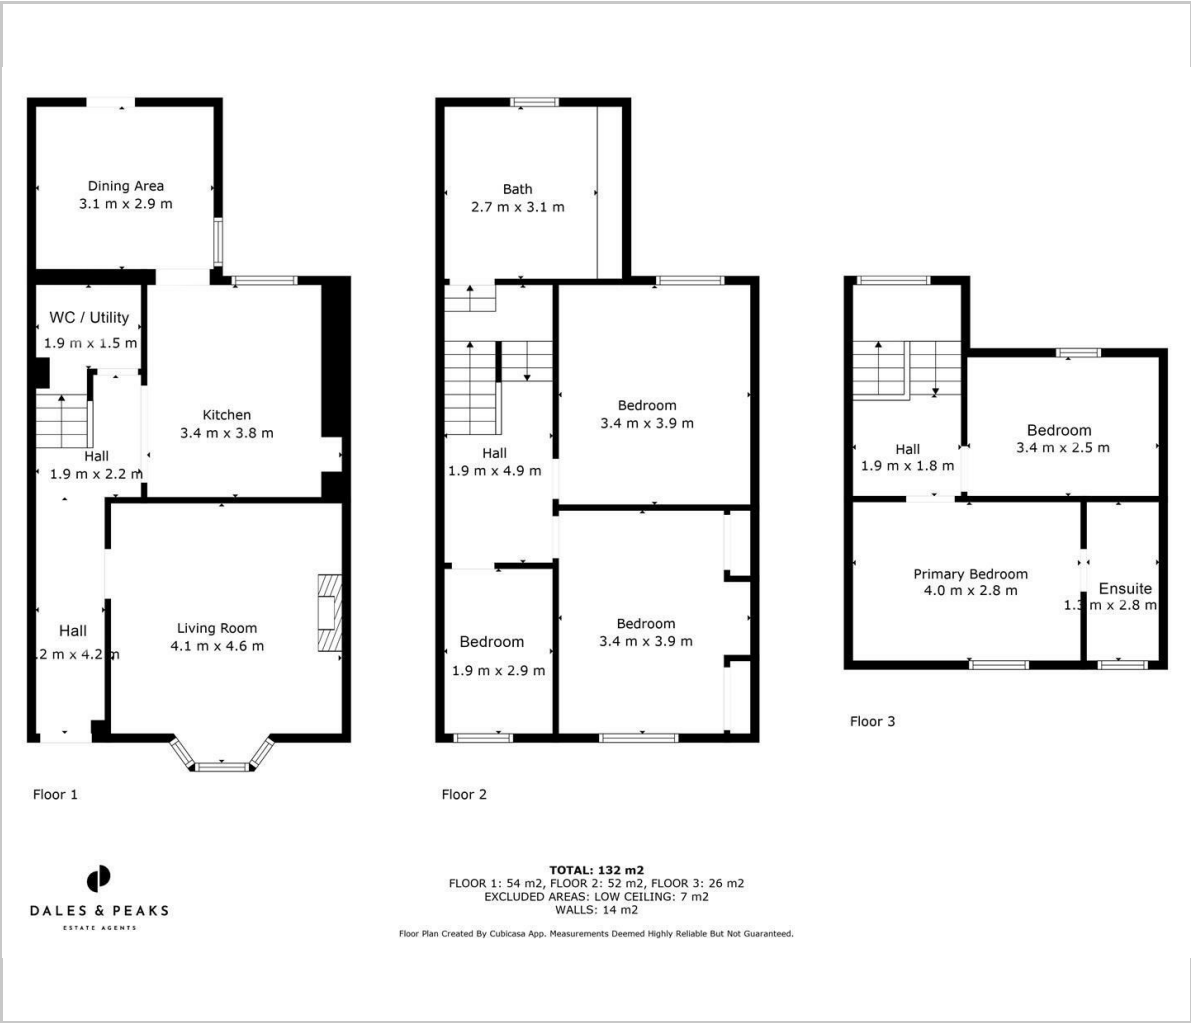 Dining Area
3.1 m x 2.9 m
WC / Utility
1.9 m x 1.5 m
Kitchen
3.4 m x 3.8 m
Hall
1.9 m x 2.2 m
Living Room
4.1 m x 4.6 m
Hall
.2 m x 4.2 m
Floor 1
Bath
2.7 m x 3.1 m
Bedroom
3.4 m x 3.9 m
Hall
1.9 m x 4.9 m
Bedroom
3.4 m x 3.9 m
Bedroom
1.9 m x 2.9 m
Floor 2
Bedroom
3.4 m x 2.5 m
Hall
1.9 m x 1.8 m
Primary Bedroom
4.0 m x 2.8 m
Ensuite
1.3 m x 2.8 m
Floor 3
DALES & PEAKS
ESTATE AGENTS
TOTAL: 132 m2
FLOOR 1: 54 m2, FLOOR 2: 52 m2, FLOOR 3: 26 m2
EXCLUDED AREAS: LOW CEILING: 7 m2
WALLS: 14 m2
Floor Plan Created By Cubicasa App. Measurements Deemed Highly Reliable But Not Guaranteed.